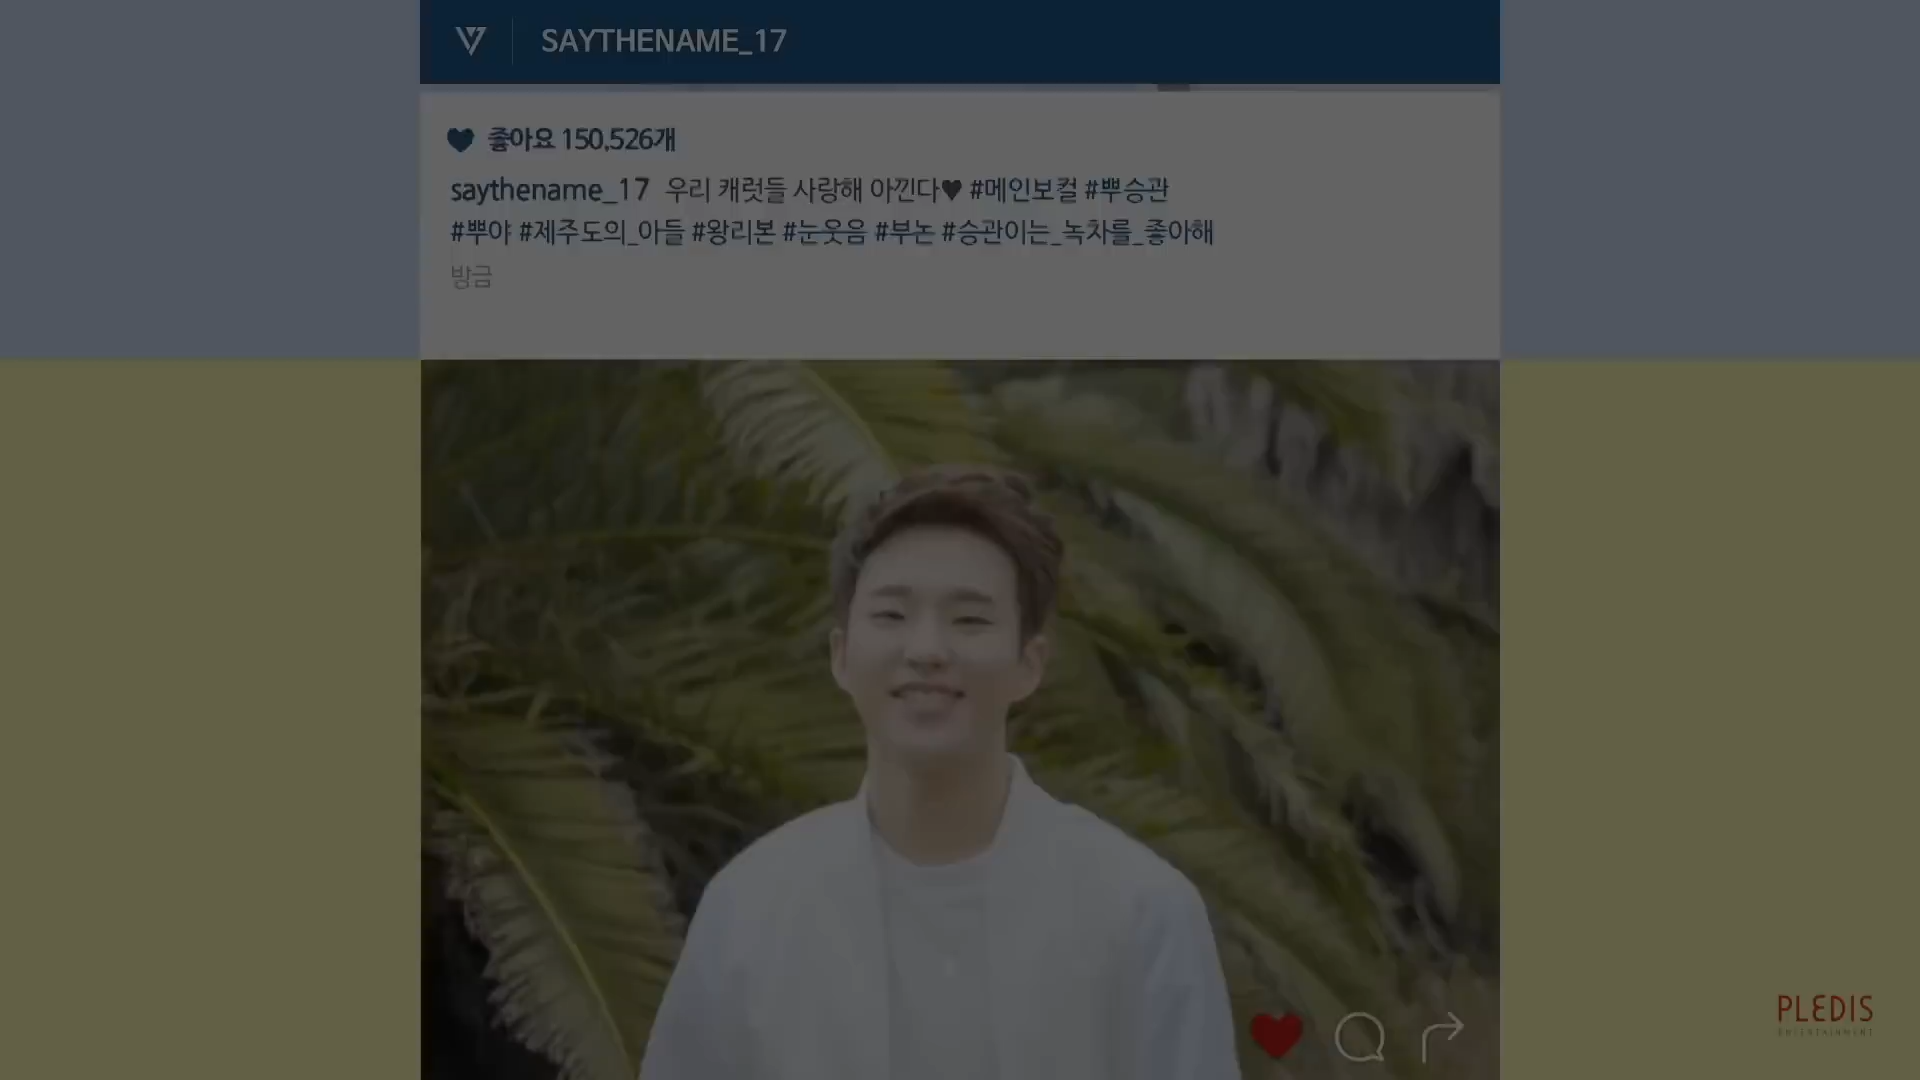 SAYTHENAME_17
좋아요 150,526개
saythename_17 우리 캐럿들 사랑해 아낀다♥ #메인보컬 #뿌승관
#뿌야 #제주도의_아들 #왕리본 #눈웃음 #부논 #승관이는_녹차를_좋아해
방금
PLEDIS
ENTERTAINMENT